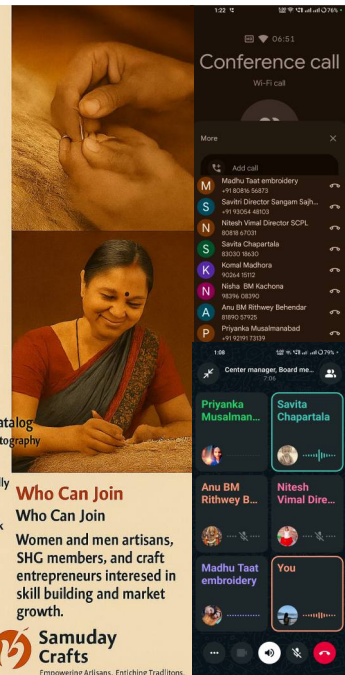 atalog
tography
lly
k
Who Can Join
Who Can Join
Women and men artisans,
SHG members, and craft
entrepreneurs interesed in
skill building and market
growth.
Samuday
Crafts
Empowering Artisans, Entiching Traditons.
1:22
76%
HD 06:51
Conference call
Wi-Fi call
More
Add call
M Madhu Taat embroidery
+91 80816 56873
S Savitri Director Sangam Sajh...
+91 93054 48103
N Nitesh Vimal Director SCPL
80818 67031
S Savita Chapartala
83030 18630
K Komal Madhora
90264 15112
N Nisha BM Kachona
98396 08390
A Anu BM Rithwey Behendar
81890 57925
P Priyanka Musalmanabad
+91 92191 73139
1:08
79%
Center manager, Board me...
7:06
Priyanka
Musalman...
Savita
Chapartala
Anu BM
Rithwey B...
Nitesh
Vimal Dire...
Madhu Taat
embroidery
You